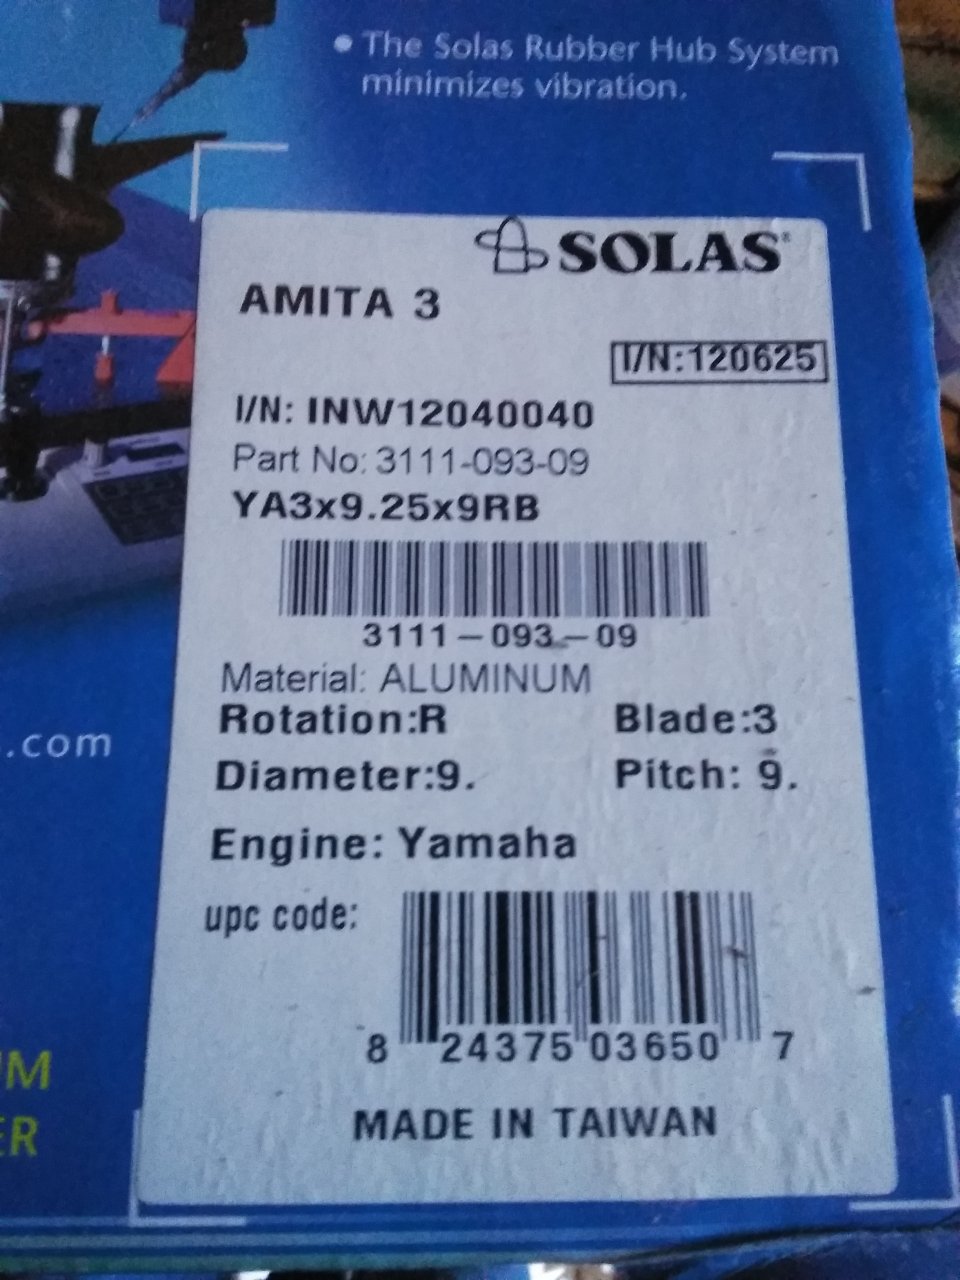 • The Solas Rubber Hub System
minimizes vibration.
SOLAS®
AMITA 3
I/N:120625
I/N: INW12040040
Part No: 3111-093-09
YA3x9.25x9RB
3111-093-09
Material: ALUMINUM
Rotation:R Blade:3
Diameter:9. Pitch: 9.
.com
Engine: Yamaha
upc code:
8 24375 03650 7
UM
ER
MADE IN TAIWAN